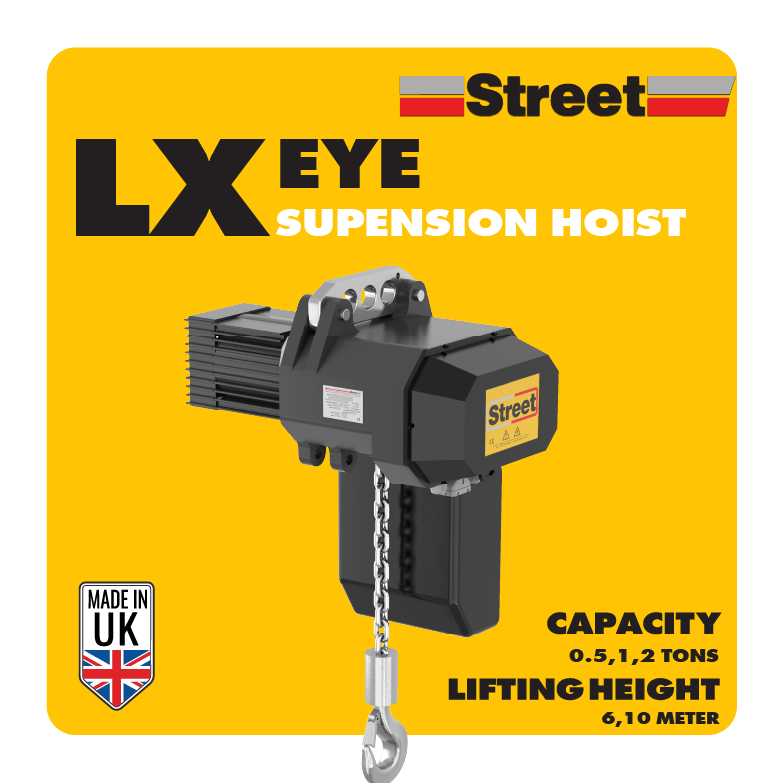 Street
LX EYE
SUPENSION HOIST
Street
Street
MADE IN
UK
CAPACITY
0.5,1,2 TONS
LIFTING HEIGHT
6,10 METER